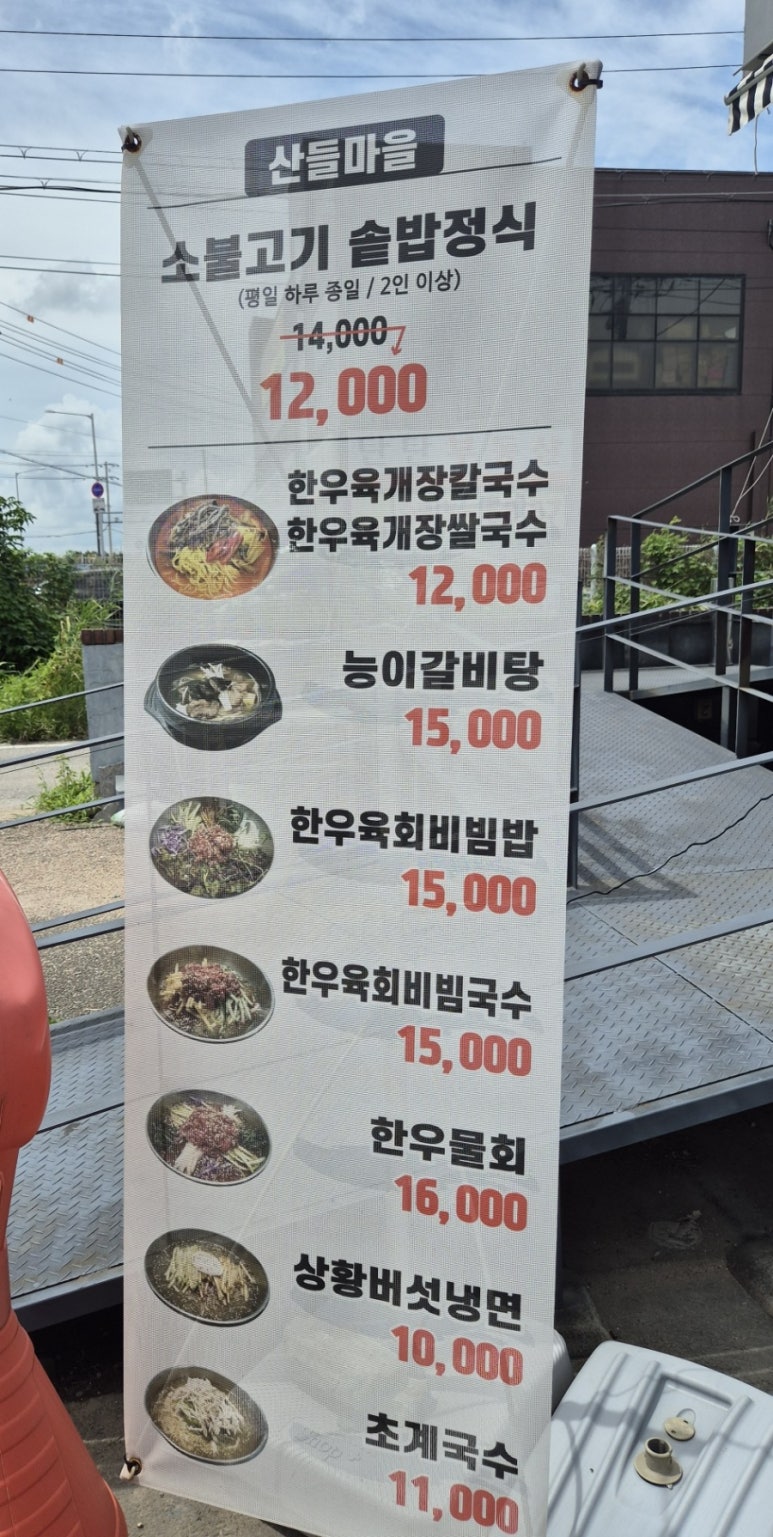 산들마을
소불고기 솥밥정식
(평일 하루 종일 / 2인 이상)
14,000
12,000
한우육개장칼국수
한우육개장쌀국수
12,000
능이갈비탕
15,000
한우육회비빔밥
15,000
한우육회비빔국수
15,000
한우물회
16,000
상황버섯냉면
10,000
초계국수
11,000